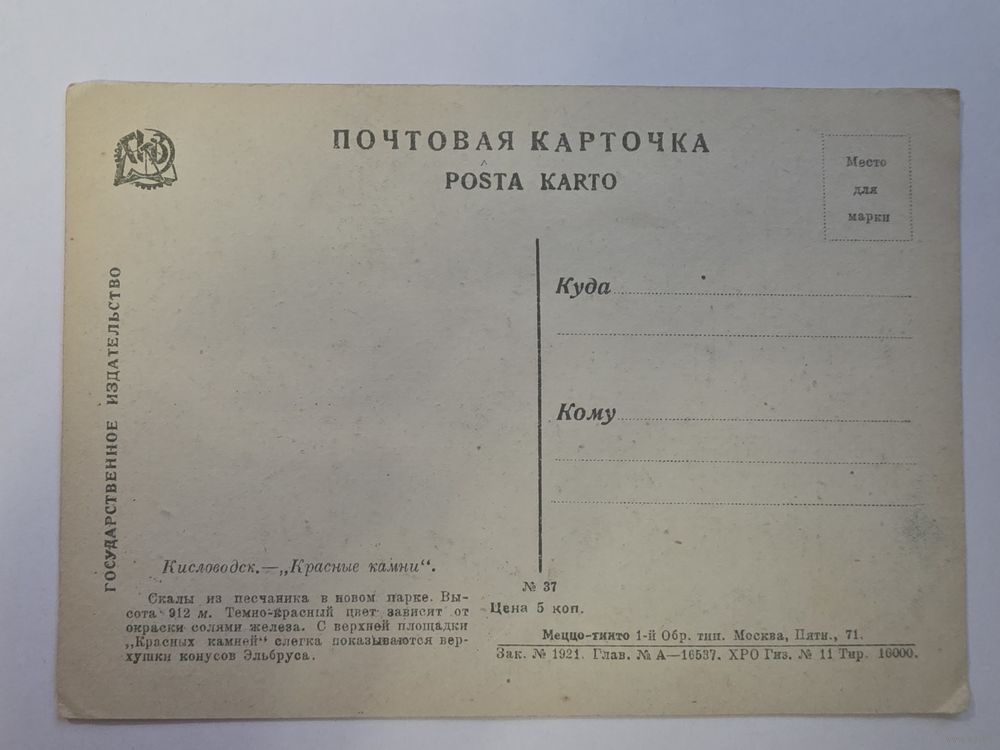 ПОЧТОВАЯ КАРТОЧКА
POŜTA KARTO
Место
для
марки
ГОСУДАРСТВЕННОЕ ИЗДАТЕЛЬСТВО
Куда
Кому
Кисловодск.—„Красные камни“.
Скалы из песчаника в новом парке. Вы-
сота 912 м. Темно-красный цвет зависит от
окраски солями железа. С верхней площадки
„Красных камней“ слегка показываются вер-
хушки конусов Эльбруса.
№ 37
Цена 5 коп.
Меццо-тинто 1-й Обр. тип. Москва, Пятн., 71.
Зак. № 1921. Глав. № А—16537. ХРО Гиз. № 11 Тир. 16000.